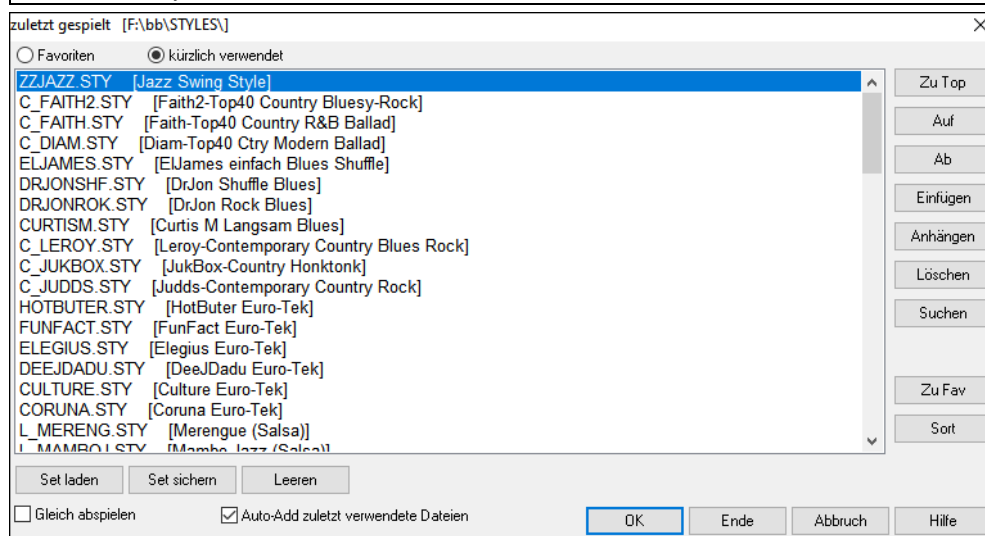 zuletzt gespielt [F:\bb\STYLES\]
Favoriten kürzlich verwendet
ZZJAZZ.STY [Jazz Swing Style]
C_FAITH2.STY [Faith2-Top40 Country Bluesy-Rock]
C_FAITH.STY [Faith-Top40 Country R&B Ballad]
C_DIAM.STY [Diam-Top40 Ctry Modern Ballad]
ELJAMES.STY [ElJames einfach Blues Shuffle]
DRJONSHF.STY [DrJon Shuffle Blues]
DRJONROK.STY [DrJon Rock Blues]
CURTISM.STY [Curtis M Langsam Blues]
C_LEROY.STY [Leroy-Contemporary Country Blues Rock]
C_JUKBOX.STY [JukBox-Country Honktonk]
C_JUDDS.STY [Judds-Contemporary Country Rock]
HOTBUTER.STY [HotButer Euro-Tek]
FUNFACT.STY [FunFact Euro-Tek]
ELEGIUS.STY [Elegius Euro-Tek]
DEEJDADU.STY [DeeJDadu Euro-Tek]
CULTURE.STY [Culture Euro-Tek]
CORUNA.STY [Coruna Euro-Tek]
L_MERENG.STY [Merengue (Salsa)]
L_MAMBOJ.STY [Mambo Jazz (Salsa)]
Zu Top
Auf
Ab
Einfügen
Anhängen
Löschen
Suchen
Zu Fav
Sort
Set laden Set sichern Leeren
Gleich abspielen Auto-Add zuletzt verwendete Dateien
OK Ende Abbruch Hilfe